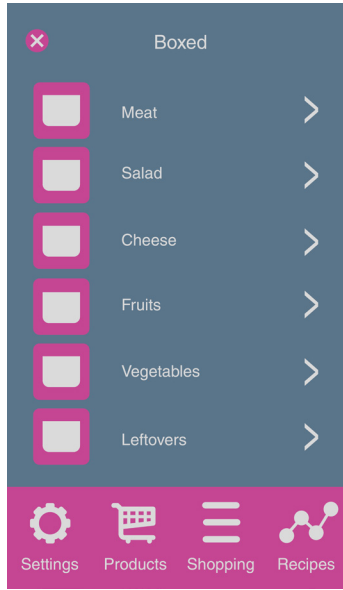 Boxed
Meat
Salad
Cheese
Fruits
Vegetables
Leftovers
Settings Products Shopping Recipes